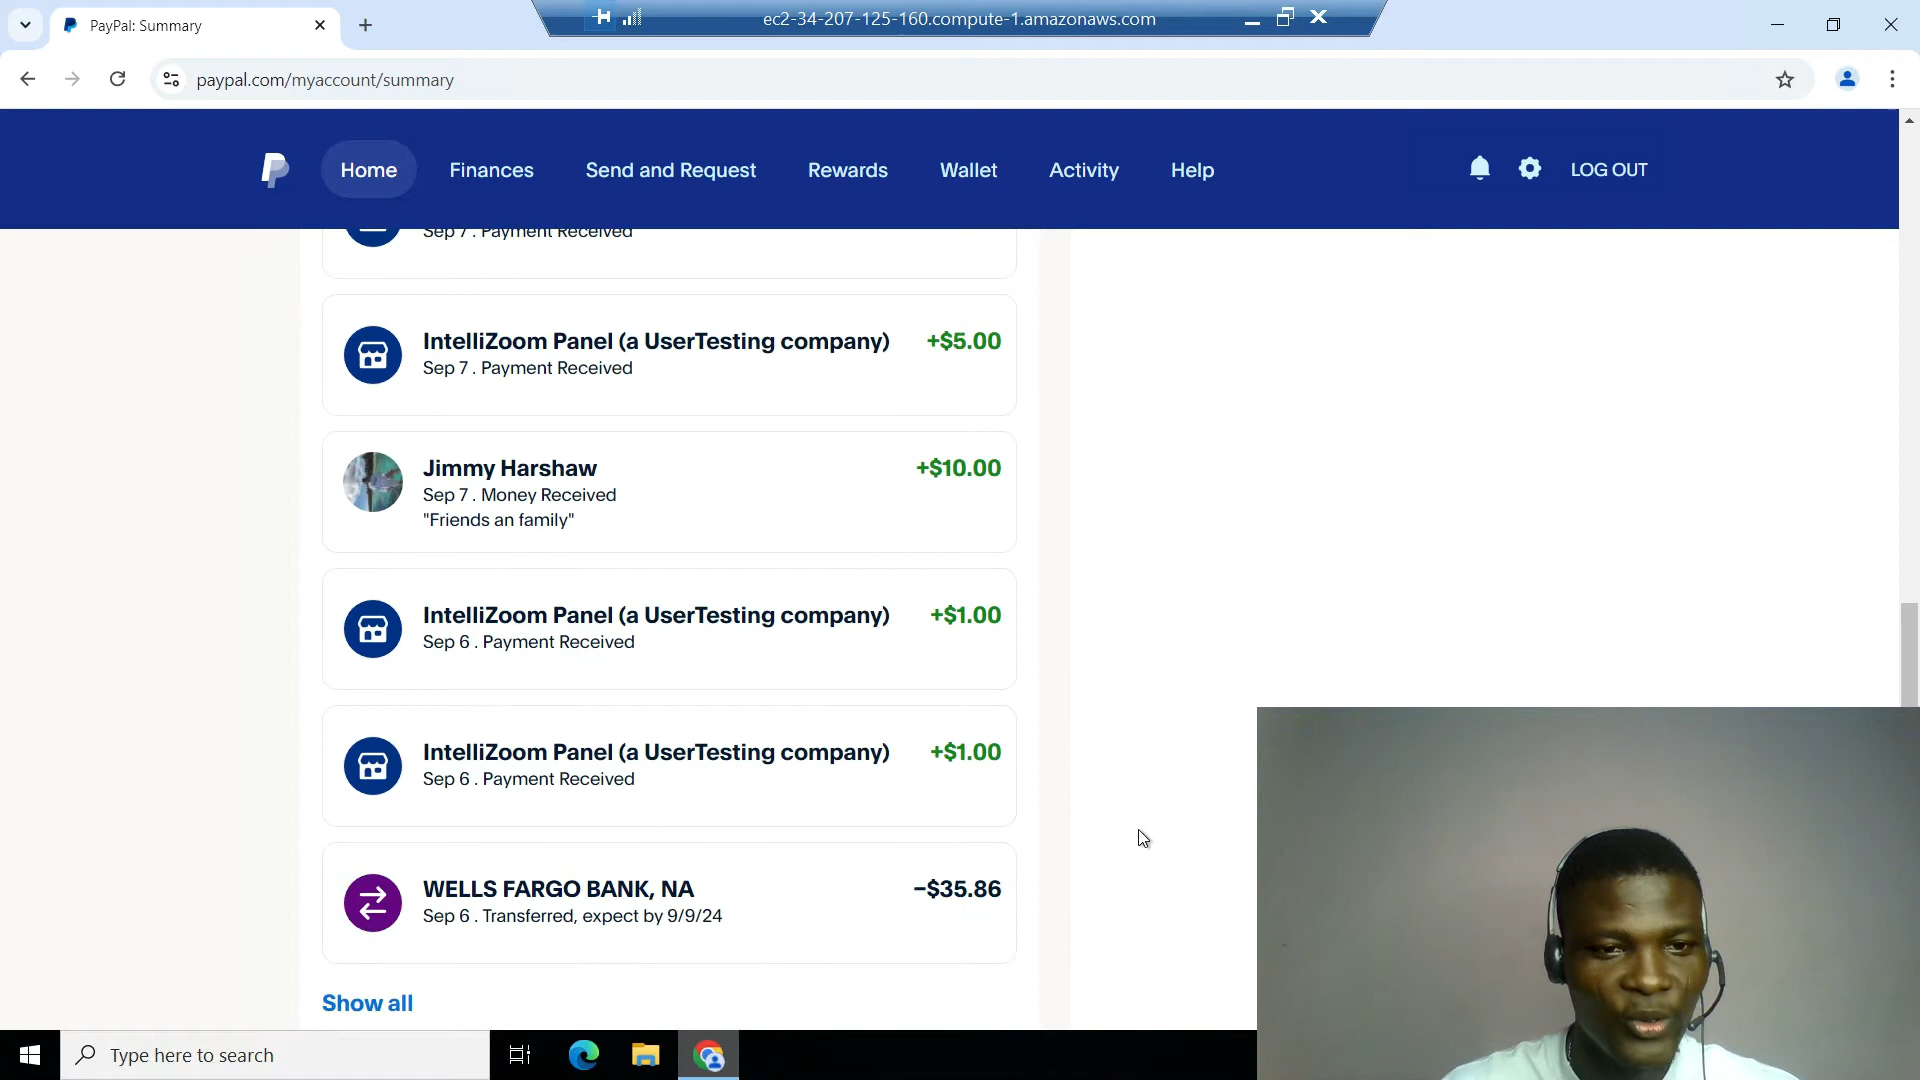 PayPal: Summary
ec2-34-207-125-160.compute-1.amazonaws.com
paypal.com/myaccount/summary
Home
Finances
Send and Request
Rewards
Wallet
Activity
Help
LOG OUT
Sep 7 . Payment Received
IntelliZoom Panel (a UserTesting company)
+$5.00
Sep 7 . Payment Received
Jimmy Harshaw
+$10.00
Sep 7 . Money Received
"Friends an family"
IntelliZoom Panel (a UserTesting company)
+$1.00
Sep 6 . Payment Received
IntelliZoom Panel (a UserTesting company)
+$1.00
Sep 6 . Payment Received
WELLS FARGO BANK, NA
−$35.86
Sep 6 . Transferred, expect by 9/9/24
Show all
Type here to search